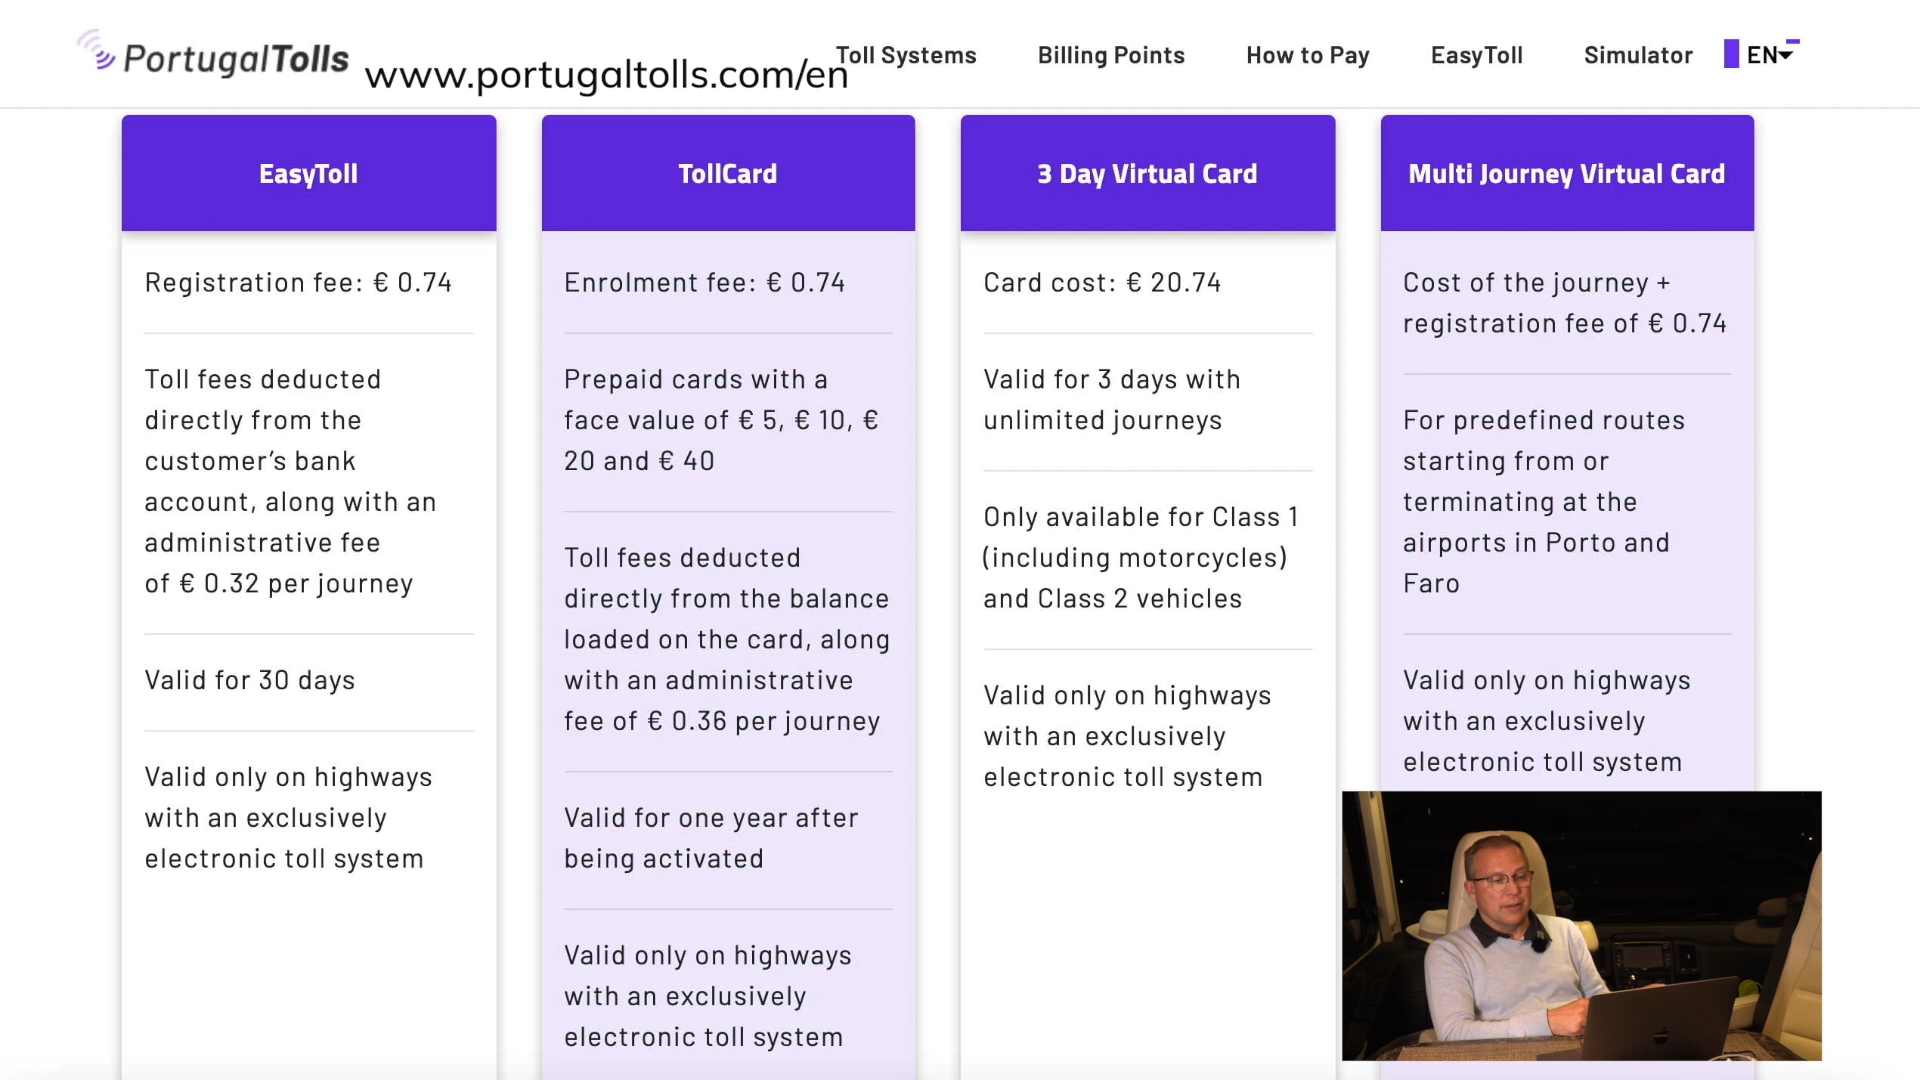 PortugalTolls
www.portugaltolls.com/en
Toll Systems
Billing Points
How to Pay
EasyToll
Simulator
EN
EasyToll
Registration fee: € 0.74
Toll fees deducted
directly from the
customer’s bank
account, along with an
administrative fee
of € 0.32 per journey
Valid for 30 days
Valid only on highways
with an exclusively
electronic toll system
TollCard
Enrolment fee: € 0.74
Prepaid cards with a
face value of € 5, € 10, €
20 and € 40
Toll fees deducted
directly from the balance
loaded on the card, along
with an administrative
fee of € 0.36 per journey
Valid for one year after
being activated
Valid only on highways
with an exclusively
electronic toll system
3 Day Virtual Card
Card cost: € 20.74
Valid for 3 days with
unlimited journeys
Only available for Class 1
(including motorcycles)
and Class 2 vehicles
Valid only on highways
with an exclusively
electronic toll system
Multi Journey Virtual Card
Cost of the journey +
registration fee of € 0.74
For predefined routes
starting from or
terminating at the
airports in Porto and
Faro
Valid only on highways
with an exclusively
electronic toll system